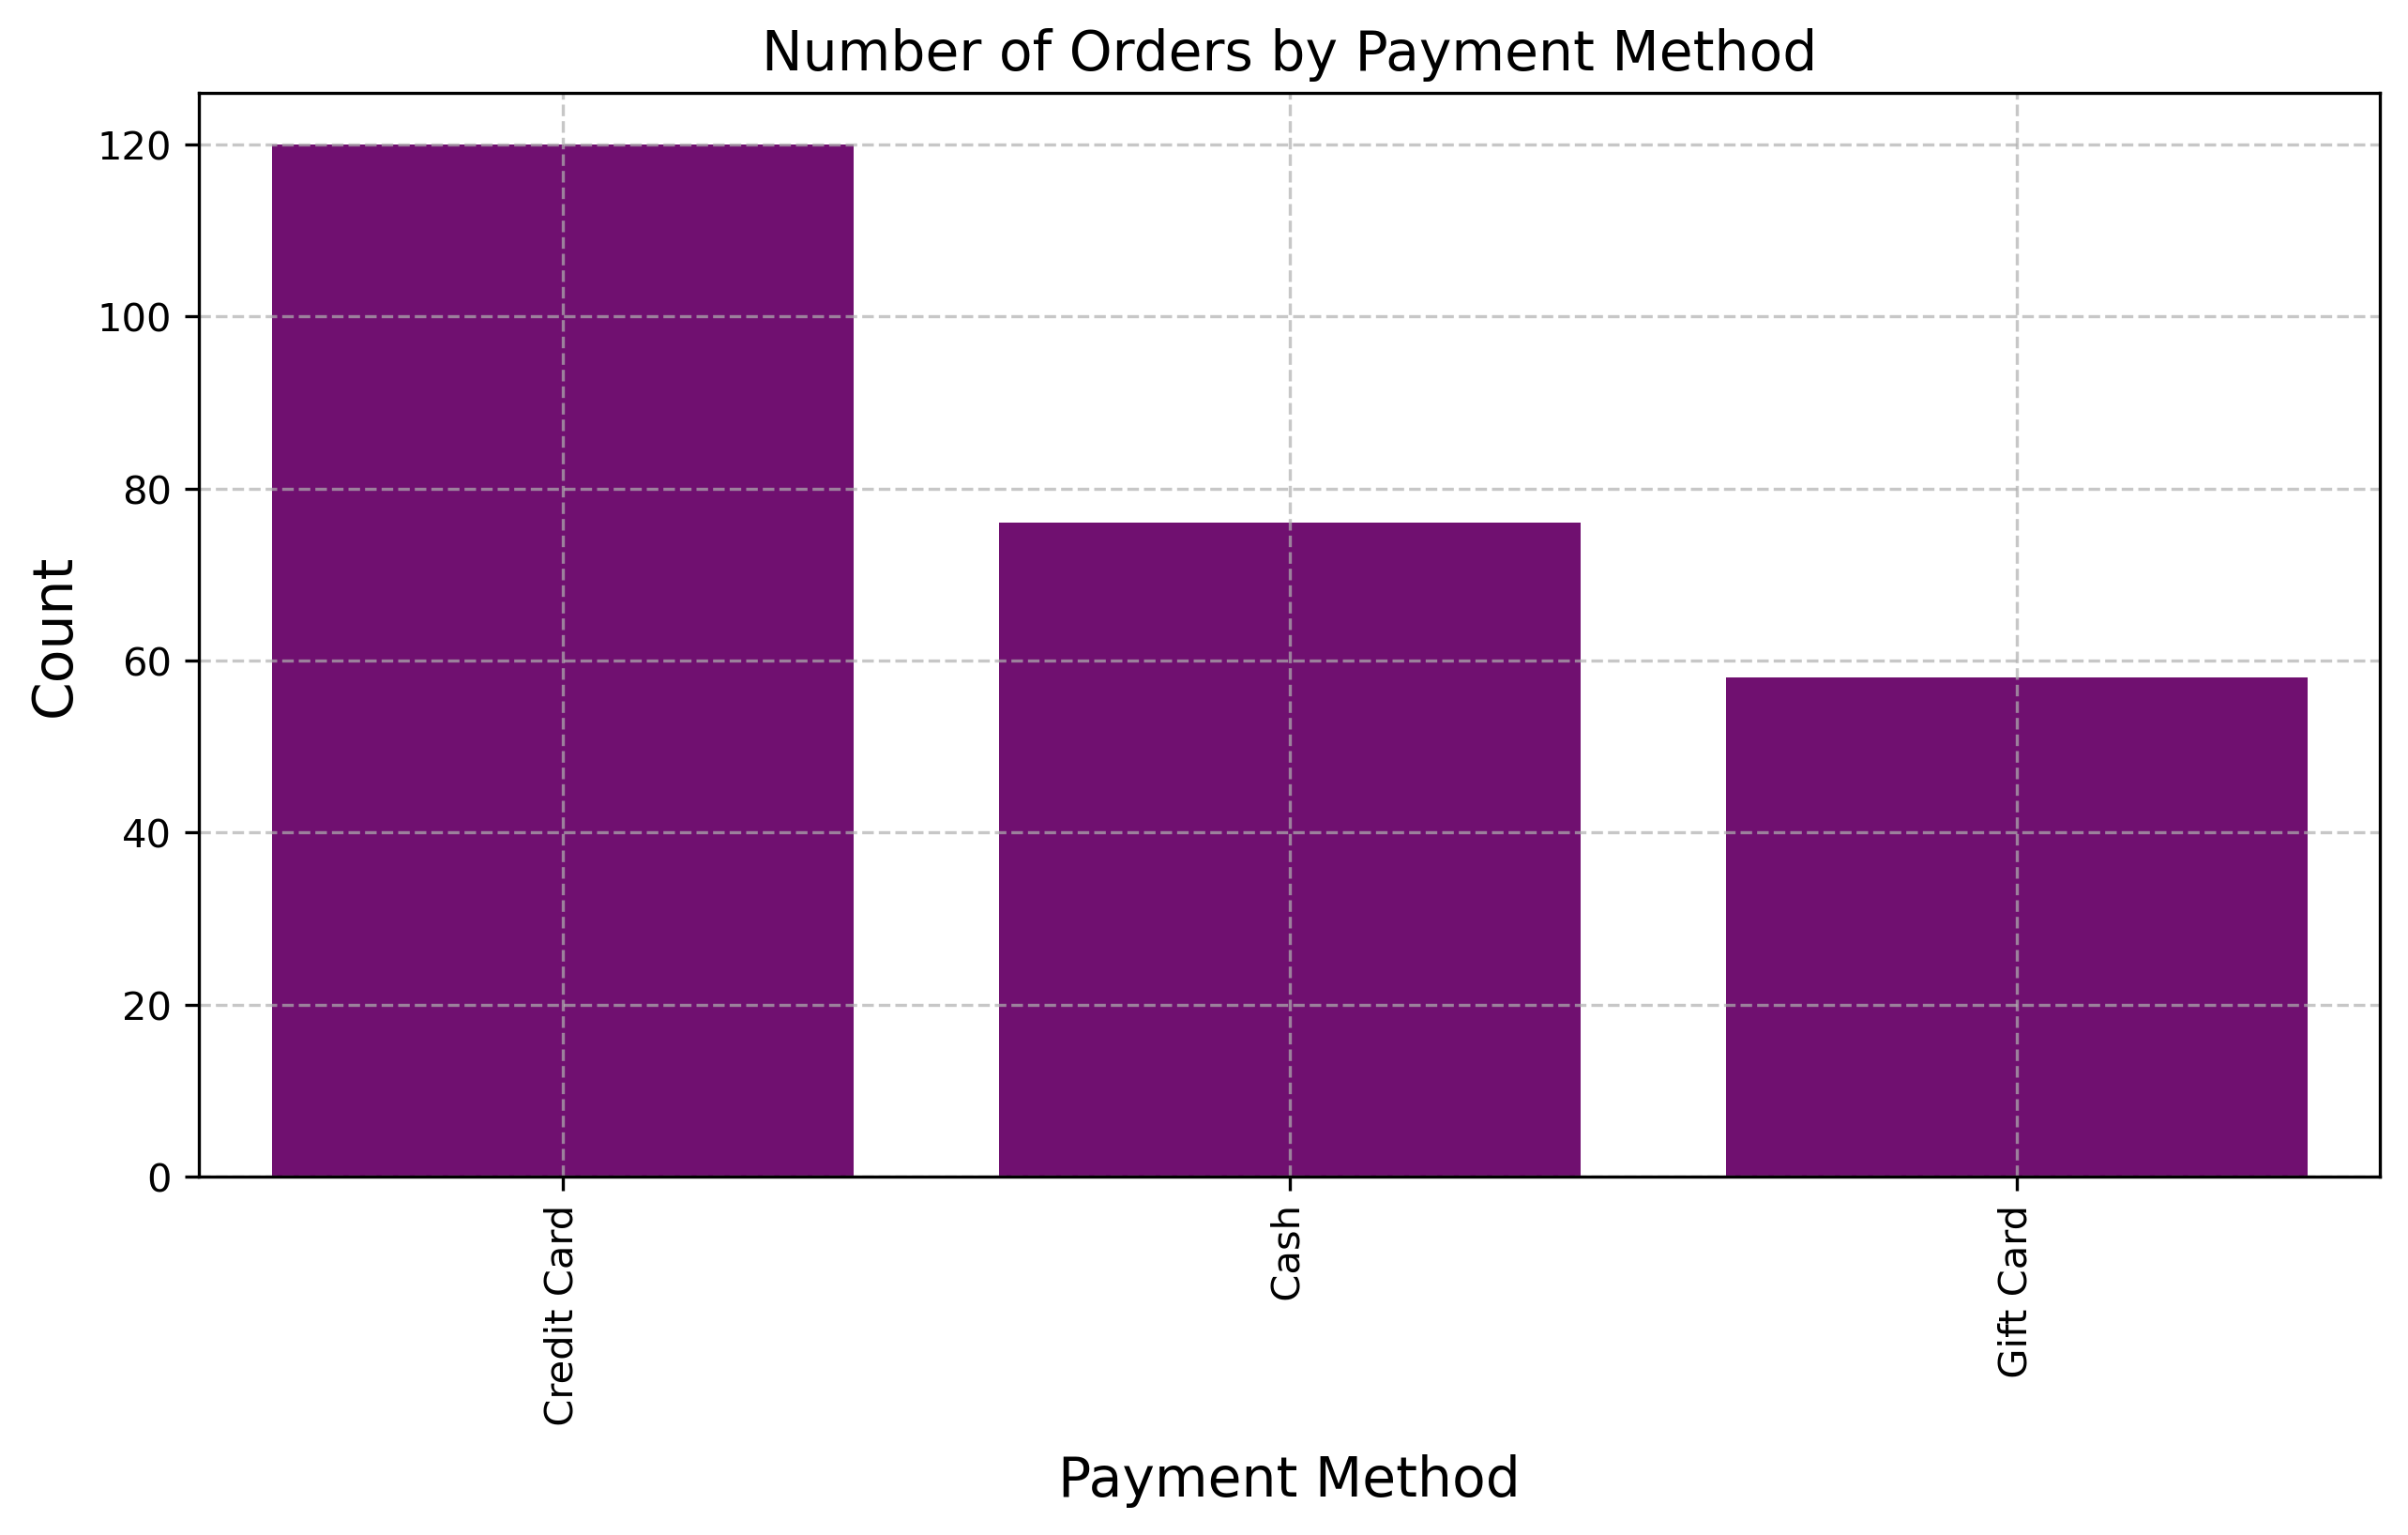 Number of Orders by Payment Method
120
100
80
60
40
20
0
Count
Credit Card
Cash
Gift Card
Payment Method